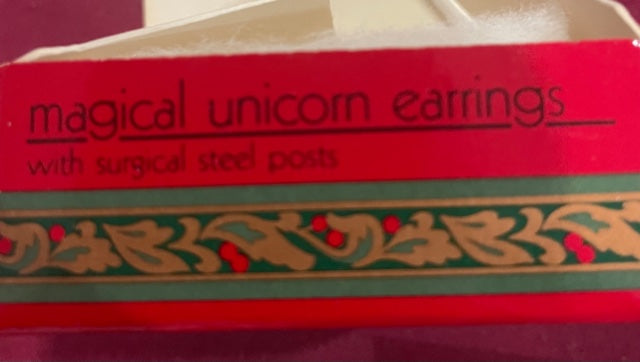 magical unicorn earrings
with surgical steel posts